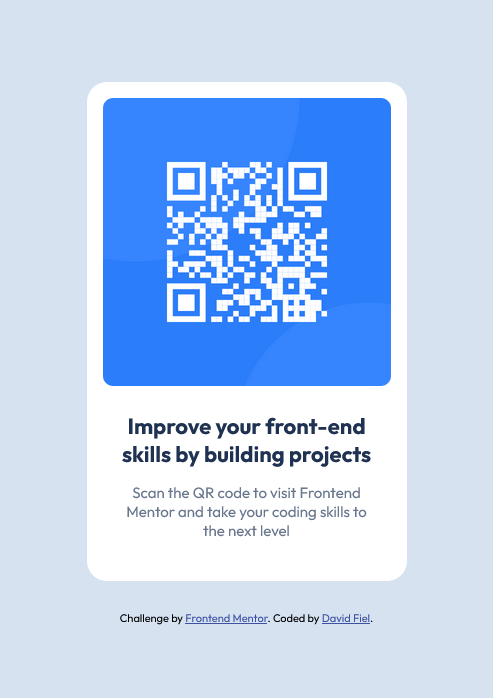 Improve your front-end
skills by building projects
Scan the QR code to visit Frontend
Mentor and take your coding skills to
the next level
Challenge by Frontend Mentor. Coded by David Fiel.